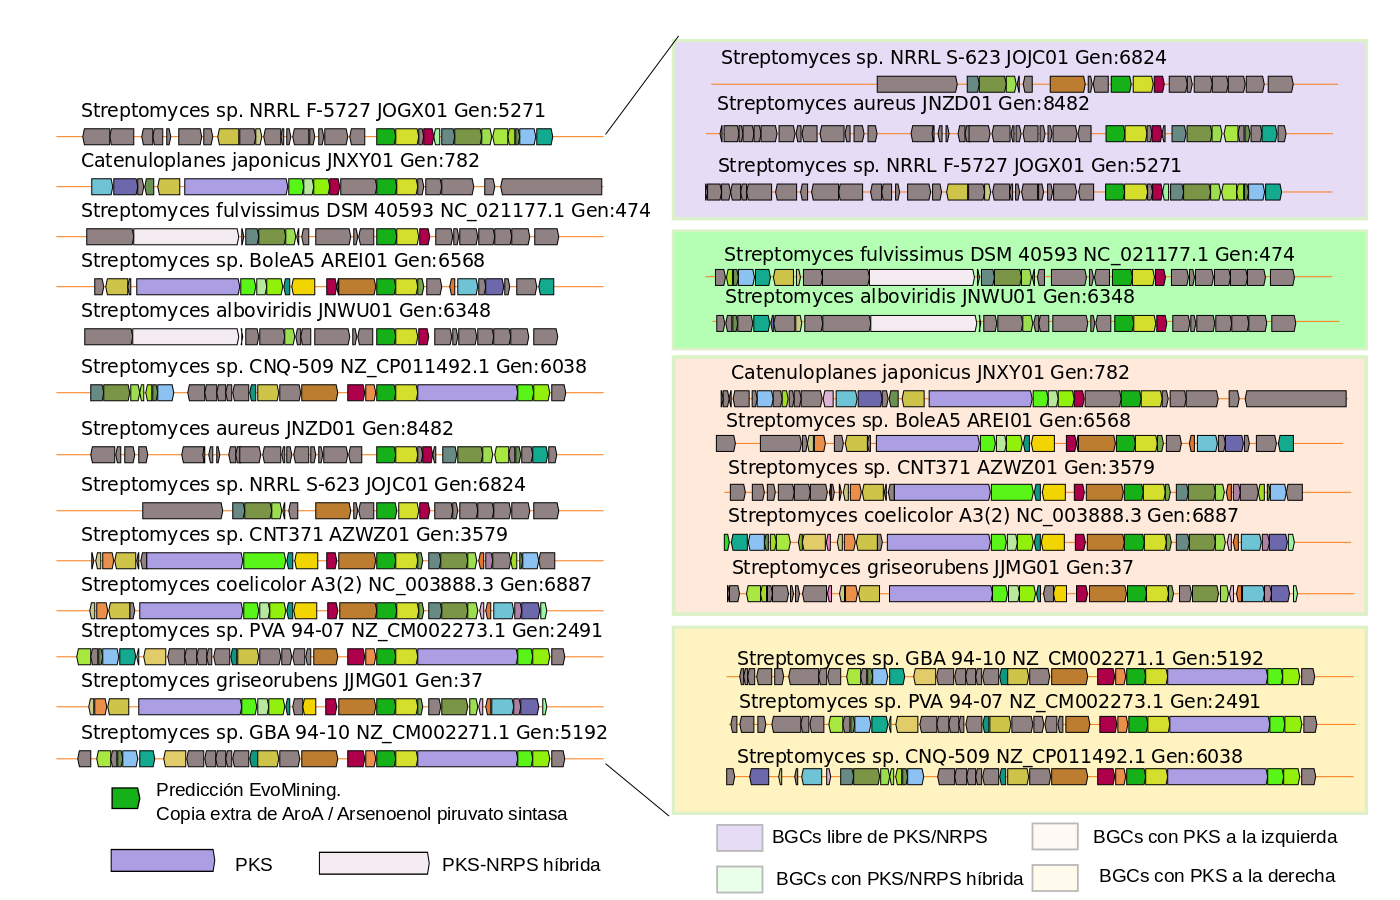 Streptomyces sp. NRRL F-5727 JOGX01 Gen:5271
Catenuloplanes japonicus JNXY01 Gen:782
Streptomyces fulvissimus DSM 40593 NC_021177.1 Gen:474
Streptomyces sp. BoleA5 AREI01 Gen:6568
Streptomyces alboviridis JNWU01 Gen:6348
Streptomyces sp. CNQ-509 NZ_CP011492.1 Gen:6038
Streptomyces aureus JNZD01 Gen:8482
Streptomyces sp. NRRL S-623 JOJC01 Gen:6824
Streptomyces sp. CNT371 AZWZ01 Gen:3579
Streptomyces coelicolor A3(2) NC_003888.3 Gen:6887
Streptomyces sp. PVA 94-07 NZ_CM002273.1 Gen:2491
Streptomyces griseorubens JJMG01 Gen:37
Streptomyces sp. GBA 94-10 NZ_CM002271.1 Gen:5192
Predicción EvoMining.
Copia extra de AroA / Arsenoenol piruvato sintasa
PKS
PKS-NRPS híbrida
Streptomyces sp. NRRL S-623 JOJC01 Gen:6824
Streptomyces aureus JNZD01 Gen:8482
Streptomyces sp. NRRL F-5727 JOGX01 Gen:5271
Streptomyces fulvissimus DSM 40593 NC_021177.1 Gen:474
Streptomyces alboviridis JNWU01 Gen:6348
Catenuloplanes japonicus JNXY01 Gen:782
Streptomyces sp. BoleA5 AREI01 Gen:6568
Streptomyces sp. CNT371 AZWZ01 Gen:3579
Streptomyces coelicolor A3(2) NC_003888.3 Gen:6887
Streptomyces griseorubens JJMG01 Gen:37
Streptomyces sp. GBA 94-10 NZ_CM002271.1 Gen:5192
Streptomyces sp. PVA 94-07 NZ_CM002273.1 Gen:2491
Streptomyces sp. CNQ-509 NZ_CP011492.1 Gen:6038
BGCs libre de PKS/NRPS
BGCs con PKS a la izquierda
BGCs con PKS/NRPS híbrida
BGCs con PKS a la derecha